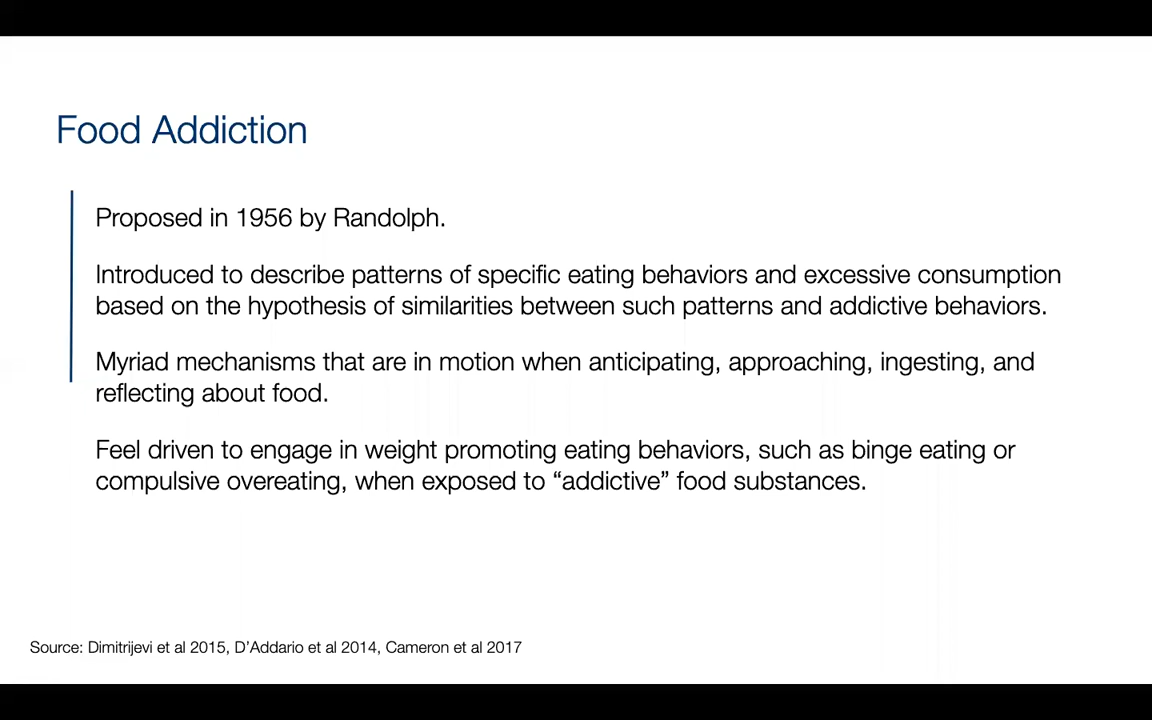 Food Addiction
Proposed in 1956 by Randolph.
Introduced to describe patterns of specific eating behaviors and excessive consumption
based on the hypothesis of similarities between such patterns and addictive behaviors.
Myriad mechanisms that are in motion when anticipating, approaching, ingesting, and
reflecting about food.
Feel driven to engage in weight promoting eating behaviors, such as binge eating or
compulsive overeating, when exposed to “addictive” food substances.
Source: Dimitrijevi et al 2015, D’Addario et al 2014, Cameron et al 2017